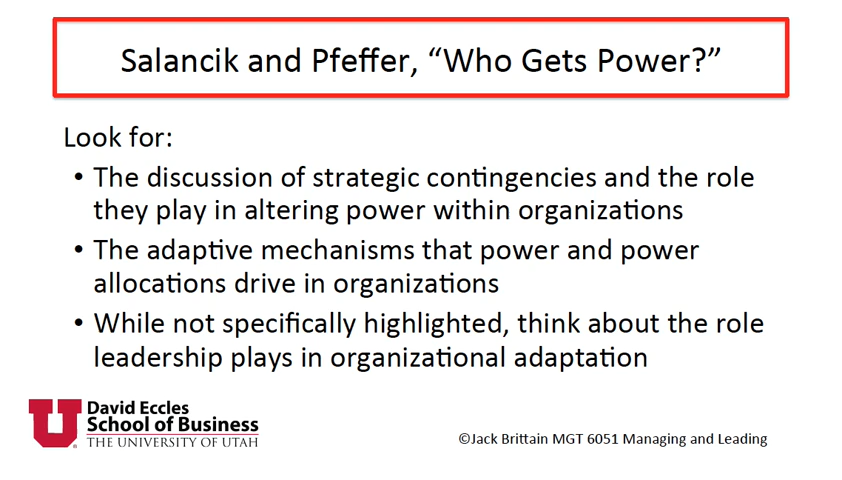 Salancik and Pfeffer, “Who Gets Power?”
Look for:
• The discussion of strategic contingencies and the role
they play in altering power within organizations
• The adaptive mechanisms that power and power
allocations drive in organizations
• While not specifically highlighted, think about the role
leadership plays in organizational adaptation
U
David Eccles
School of Business
THE UNIVERSITY OF UTAH
©Jack Brittain MGT 6051 Managing and Leading